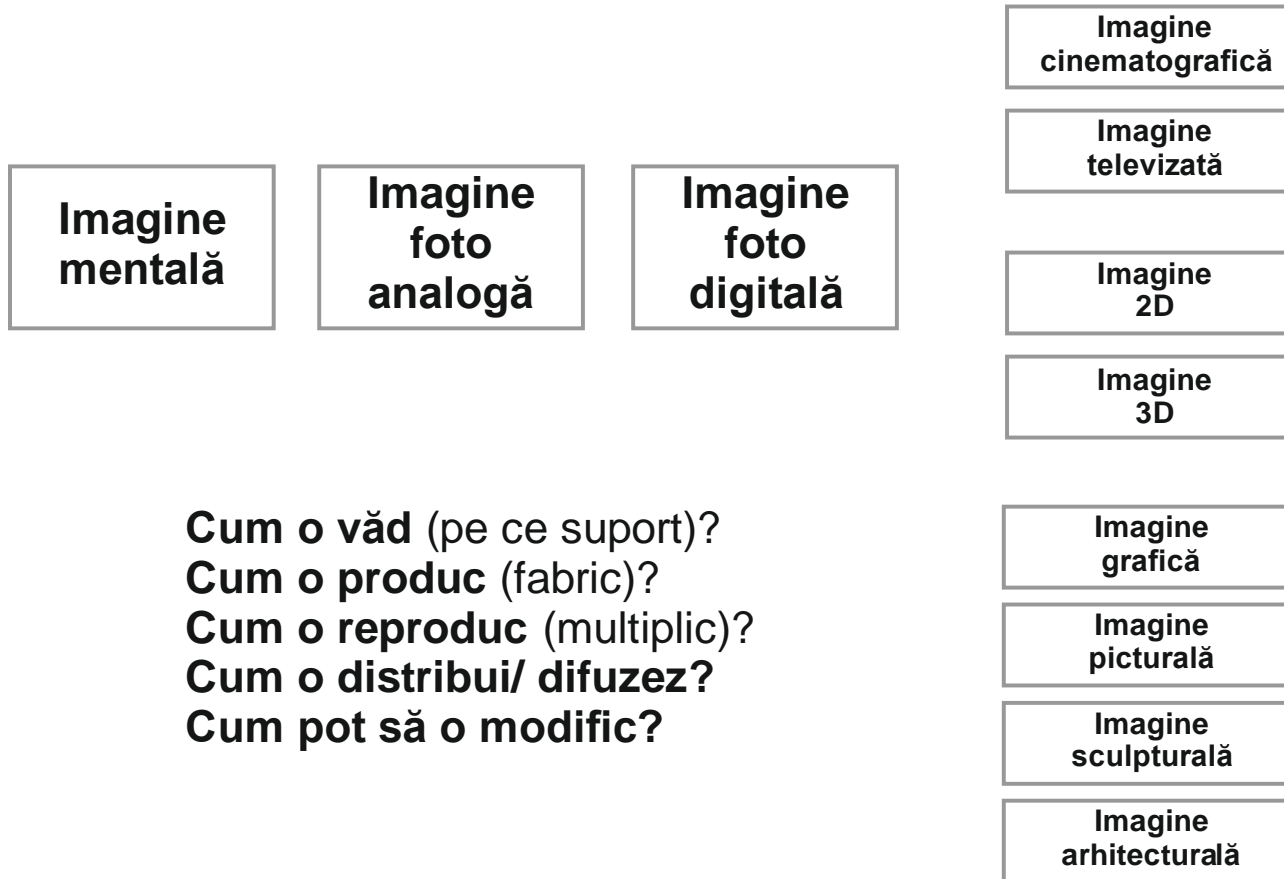 Imagine
mentală
Imagine
foto
analogă
Imagine
foto
digitală
Imagine
cinematografică
Imagine
televizată
Imagine
2D
Imagine
3D
Imagine
grafică
Imagine
picturală
Imagine
sculpturală
Imagine
arhitecturală
Cum o văd (pe ce suport)?
Cum o produc (fabric)?
Cum o reproduc (multiplic)?
Cum o distribui/ difuzez?
Cum pot să o modific?